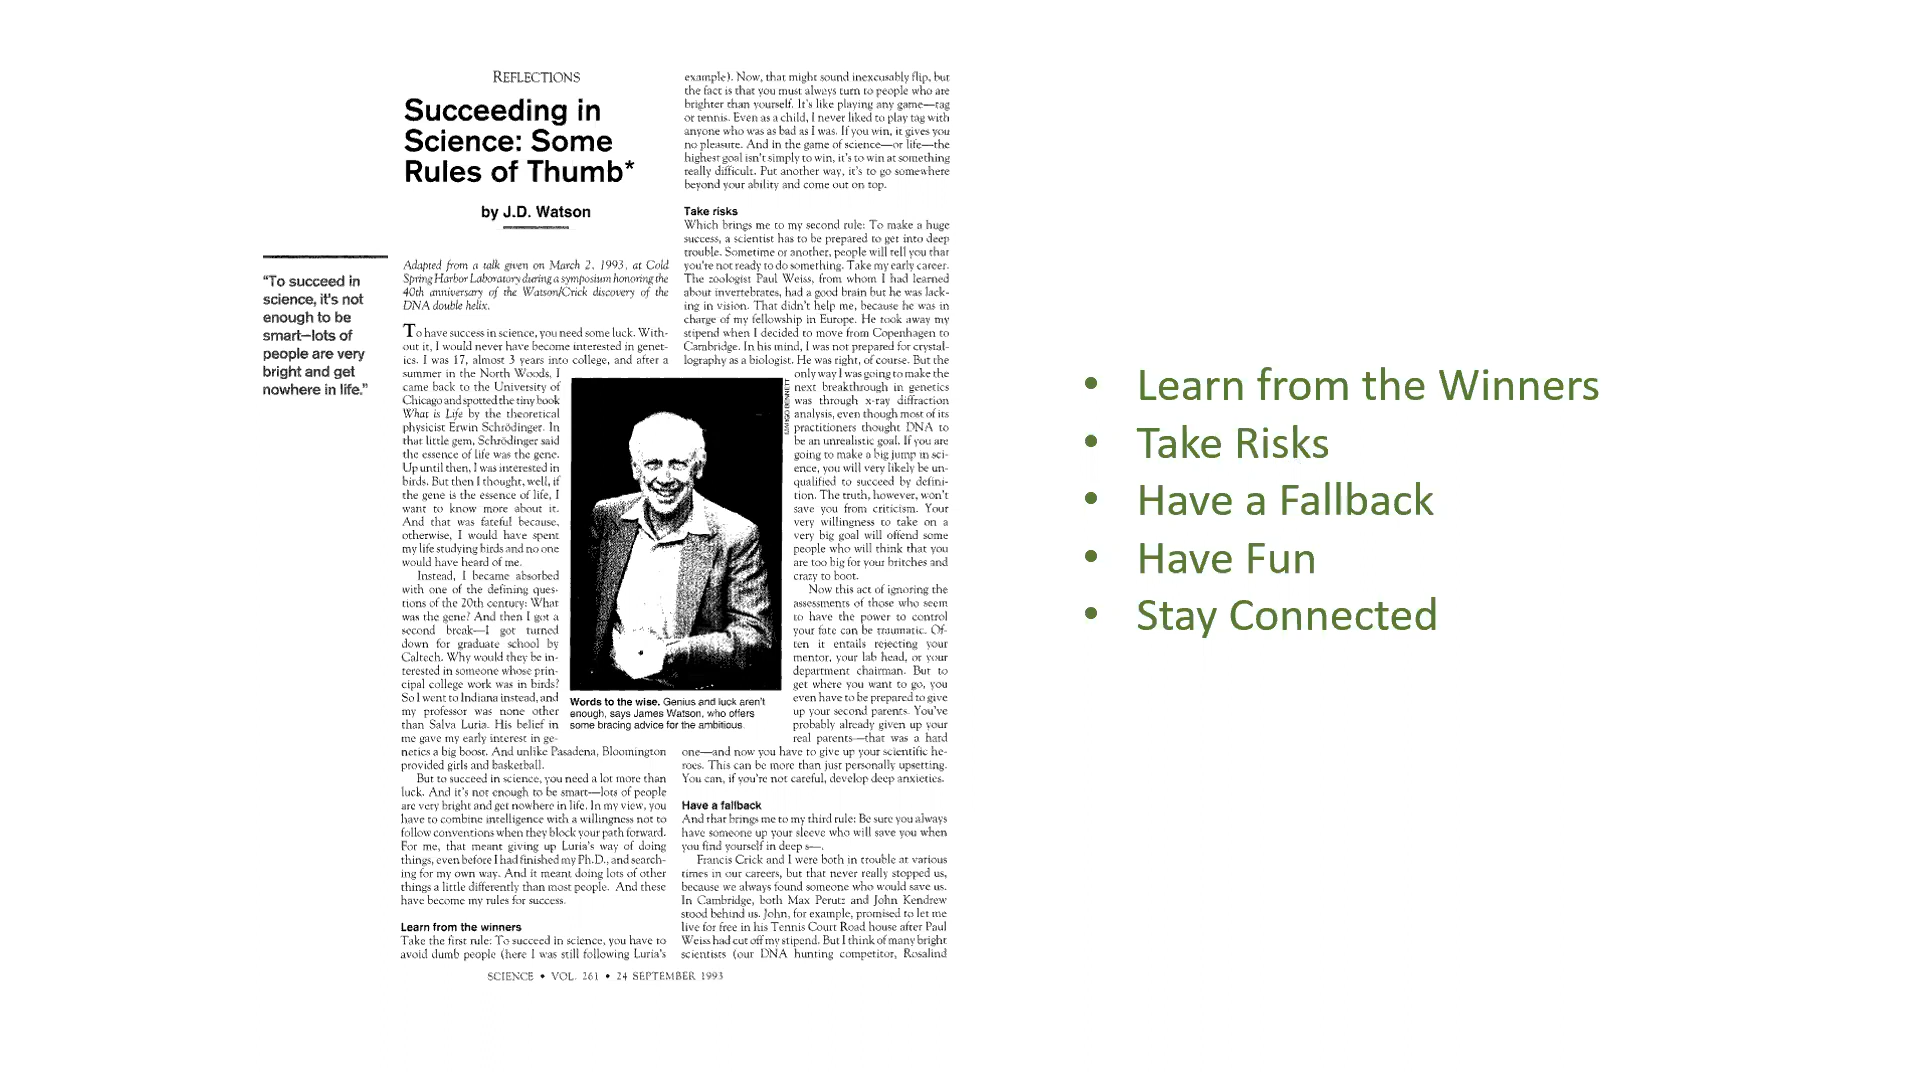 REFLECTIONS
Succeeding in
Science: Some
Rules of Thumb*
by J.D. Watson
"To succeed in
science, it's not
enough to be
smart—lots of
people are very
bright and get
nowhere in life."
Adapted from a talk given on March 2, 1993, at Cold
Spring Harbor Laboratory during a symposium honoring the
40th anniversary of the Watson/Crick discovery of the
DNA double helix.
To have success in science, you need some luck. With-
out it, I would never have become interested in genet-
ics. I was 17, almost 3 years into college, and after a
summer in the North Woods, I
came back to the University of
Chicago and spotted the tiny book
What is Life by the theoretical
physicist Erwin Schrödinger. In
that little gem, Schrödinger said
the essence of life was the gene.
Up until then, I was interested in
birds. But then I thought, well, if
the gene is the essence of life, I
want to know more about it.
And that was fateful because,
otherwise, I would have spent
my life studying birds and no one
would have heard of me.
Instead, I became absorbed
with one of the defining ques-
tions of the 20th century: What
was the gene? And then I got a
second break—I got turned
down for graduate school by
Caltech. Why would they be in-
terested in someone whose prin-
cipal college work was in birds?
So I went to Indiana instead, and
my professor was none other
than Salva Luria. His belief in
me gave my early interest in ge-
netics a big boost. And unlike Pasadena, Bloomington
provided girls and basketball.
But to succeed in science, you need a lot more than
luck. And it's not enough to be smart—lots of people
are very bright and get nowhere in life. In my view, you
have to combine intelligence with a willingness not to
follow conventions when they block your path forward.
For me, that meant giving up Luria's way of doing
things, even before I had finished my Ph.D., and search-
ing for my own way. And it meant doing lots of other
things a little differently than most people. And these
have become my rules for success.
Learn from the winners
Take the first rule: To succeed in science, you have to
avoid dumb people (here I was still following Luria's
MARGO BENNETT
Words to the wise. Genius and luck aren't
enough, says James Watson, who offers
some bracing advice for the ambitious.
example). Now, that might sound inexcusably flip, but
the fact is that you must always turn to people who are
brighter than yourself. It's like playing any game—tag
or tennis. Even as a child, I never liked to play tag with
anyone who was as bad as I was. If you win, it gives you
no pleasure. And in the game of science—or life—the
highest goal isn't simply to win, it's to win at something
really difficult. Put another way, it's to go somewhere
beyond your ability and come out on top.
Take risks
Which brings me to my second rule: To make a huge
success, a scientist has to be prepared to get into deep
trouble. Sometime or another, people will tell you that
you're not ready to do something. Take my early career.
The zoologist Paul Weiss, from whom I had learned
about invertebrates, had a good brain but he was lack-
ing in vision. That didn't help me, because he was in
charge of my fellowship in Europe. He took away my
stipend when I decided to move from Copenhagen to
Cambridge. In his mind, I was not prepared for crystal-
lography as a biologist. He was right, of course. But the
only way I was going to make the
next breakthrough in genetics
was through x-ray diffraction
analysis, even though most of its
practitioners thought DNA to
be an unrealistic goal. If you are
going to make a big jump in sci-
ence, you will very likely be un-
qualified to succeed by defini-
tion. The truth, however, won't
save you from criticism. Your
very willingness to take on a
very big goal will offend some
people who will think that you
are too big for your britches and
crazy to boot.
Now this act of ignoring the
assessments of those who seem
to have the power to control
your fate can be traumatic. Of-
ten it entails rejecting your
mentor, your lab head, or your
department chairman. But to
get where you want to go, you
even have to be prepared to give
up your second parents. You've
probably already given up your
real parents—that was a hard
one—and now you have to give up your scientific he-
roes. This can be more than just personally upsetting.
You can, if you're not careful, develop deep anxieties.
Have a fallback
And that brings me to my third rule: Be sure you always
have someone up your sleeve who will save you when
you find yourself in deep s—.
Francis Crick and I were both in trouble at various
times in our careers, but that never really stopped us,
because we always found someone who would save us.
In Cambridge, both Max Perutz and John Kendrew
stood behind us. John, for example, promised to let me
live for free in his Tennis Court Road house after Paul
Weiss had cut off my stipend. But I think of many bright
scientists (our DNA hunting competitor, Rosalind
SCIENCE • VOL. 261 • 24 SEPTEMBER 1993
• Learn from the Winners
• Take Risks
• Have a Fallback
• Have Fun
• Stay Connected